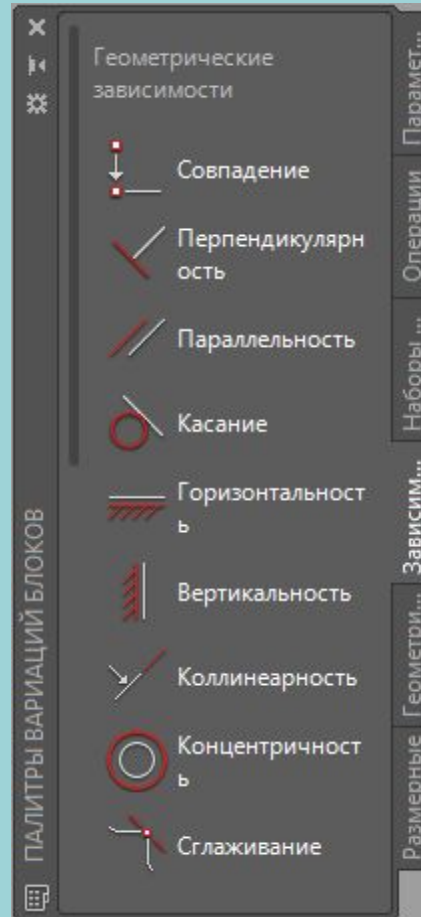 Геометрические
зависимости
Совпадение
Перпендикулярн
ость
Параллельность
Касание
Горизонтальност
ь
Вертикальность
Коллинеарность
Концентричност
ь
Сглаживание
ПАЛИТРЫ ВАРИАЦИЙ БЛОКОВ
Парамет...
Операции
Наборы ...
Зависим...
Геометри...
Размерные